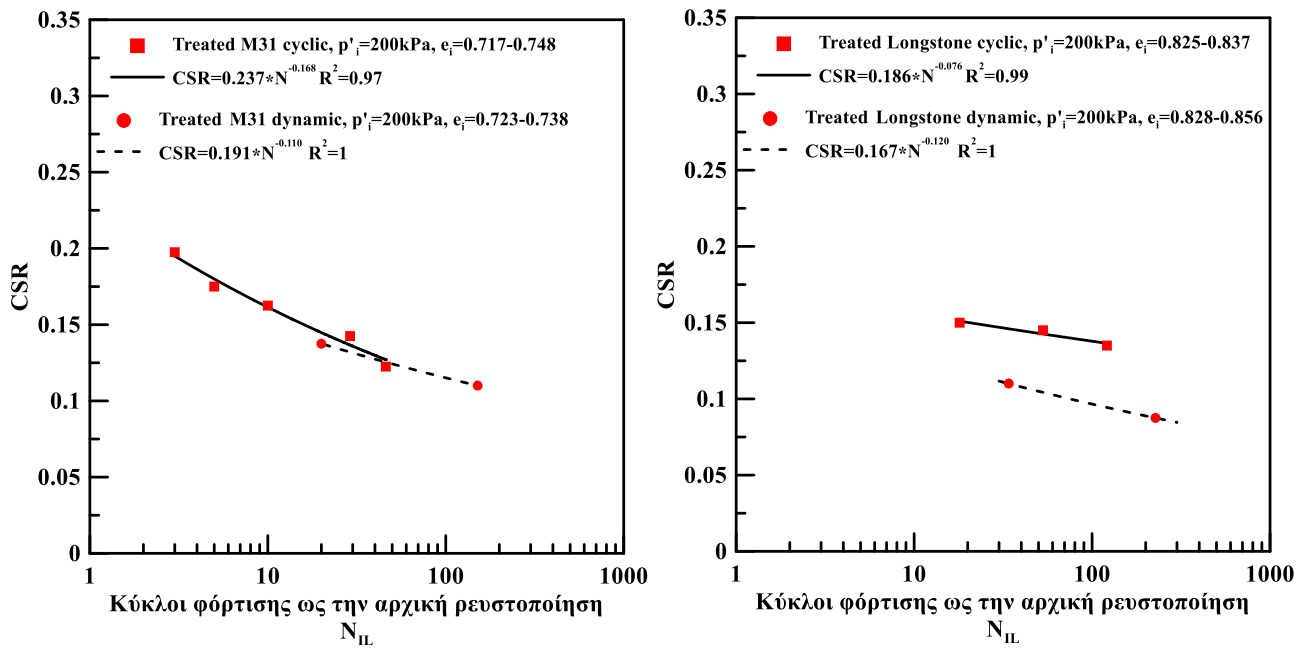 0.35
0.3
0.25
0.2
0.15
0.1
0.05
0
CSR
Treated M31 cyclic, p'i=200kPa, ei=0.717-0.748
CSR=0.237*N^-0.168 R^2=0.97
Treated M31 dynamic, p'i=200kPa, ei=0.723-0.738
CSR=0.191*N^-0.110 R^2=1
1
10
100
1000
Κύκλοι φόρτισης ως την αρχική ρευστοποίηση
NIL
0.35
0.3
0.25
0.2
0.15
0.1
0.05
0
CSR
Treated Longstone cyclic, p'i=200kPa, ei=0.825-0.837
CSR=0.186*N^-0.076 R^2=0.99
Treated Longstone dynamic, p'i=200kPa, ei=0.828-0.856
CSR=0.167*N^-0.120 R^2=1
1
10
100
1000
Κύκλοι φόρτισης ως την αρχική ρευστοποίηση
NIL